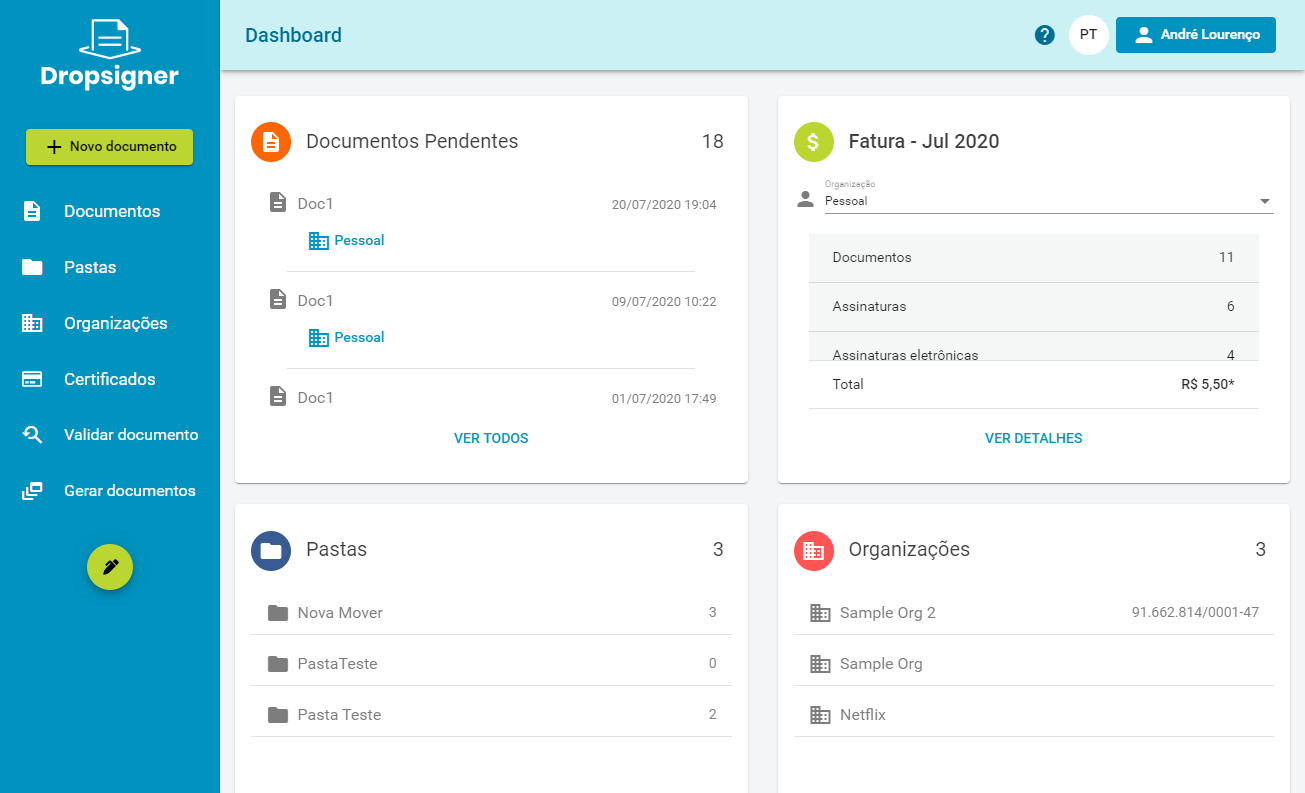 Dropsigner
Novo documento
Documentos
Pastas
Organizações
Certificados
Validar documento
Gerar documentos
Dashboard
?
PT
André Lourenço
Documentos Pendentes 18
Doc1 20/07/2020 19:04
Pessoal
Doc1 09/07/2020 10:22
Pessoal
Doc1 01/07/2020 17:49
VER TODOS
$
Fatura - Jul 2020
Organização
Pessoal
Documentos 11
Assinaturas 6
Assinaturas eletrônicas 4
Total R$ 5,50*
VER DETALHES
Pastas 3
Nova Mover 3
PastaTeste 0
Pasta Teste 2
Organizações 3
Sample Org 2 91.662.814/0001-47
Sample Org
Netflix